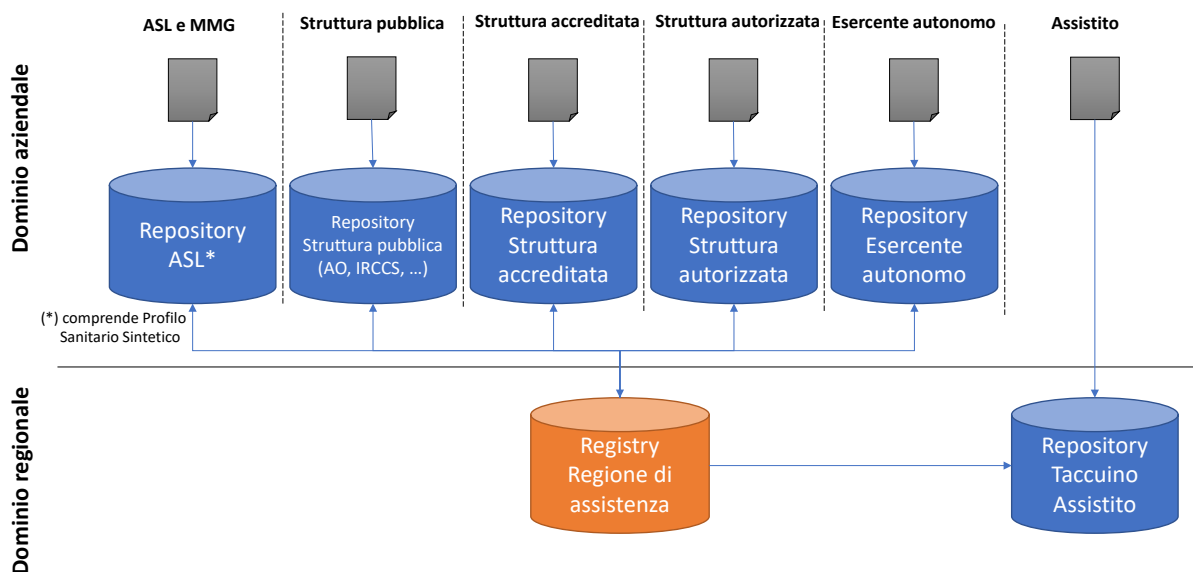 ASL e MMG
Struttura pubblica
Struttura accreditata
Struttura autorizzata
Esercente autonomo
Assistito
Dominio aziendale
Repository
ASL*
Repository
Struttura pubblica
(AO, IRCCS, ...)
Repository
Struttura
accreditata
Repository
Struttura
autorizzata
Repository
Esercente
autonomo
(*) comprende Profilo
Sanitario Sintetico
Dominio regionale
Registry
Regione di
assistenza
Repository
Taccuino
Assistito